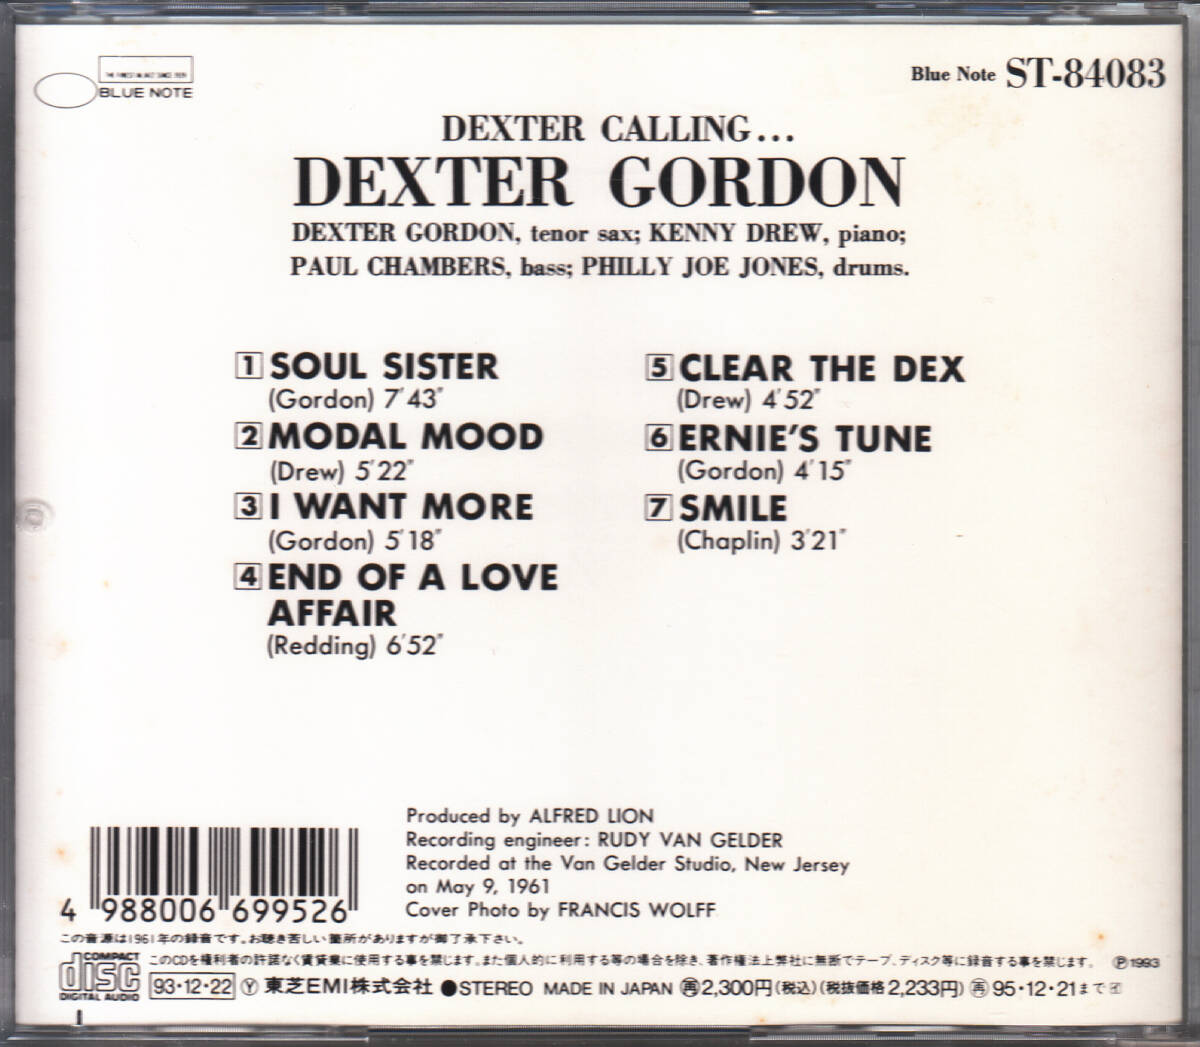 THE FINEST IN JAZZ SINCE 1939
BLUE NOTE
Blue Note ST-84083
DEXTER CALLING...
DEXTER GORDON
DEXTER GORDON, tenor sax; KENNY DREW, piano;
PAUL CHAMBERS, bass; PHILLY JOE JONES, drums.
1 SOUL SISTER
(Gordon) 7'43"
2 MODAL MOOD
(Drew) 5'22"
3 I WANT MORE
(Gordon) 5'18"
4 END OF A LOVE
AFFAIR
(Redding) 6'52"
5 CLEAR THE DEX
(Drew) 4'52"
6 ERNIE'S TUNE
(Gordon) 4'15"
7 SMILE
(Chaplin) 3'21"
Produced by ALFRED LION
Recording engineer: RUDY VAN GELDER
Recorded at the Van Gelder Studio, New Jersey
on May 9, 1961
Cover Photo by FRANCIS WOLFF
4 988006 699526
この音源は1961年の録音です。お聴き苦しい箇所がありますが御了承下さい。
COMPACT
disc
DIGITAL AUDIO
このCDを権利者の許諾なく賃貸業に使用する事を禁じます。また個人的に利用する等の場合を除き、著作権法上弊社に無断でテープ、ディスク等に録音する事を禁じます。 Ⓟ1993
93・12・22 Ⓨ 東芝EMI株式会社 ●STEREO MADE IN JAPAN ㊢2,300円(税込)(税抜価格2,233円) ㊢95・12・21まで